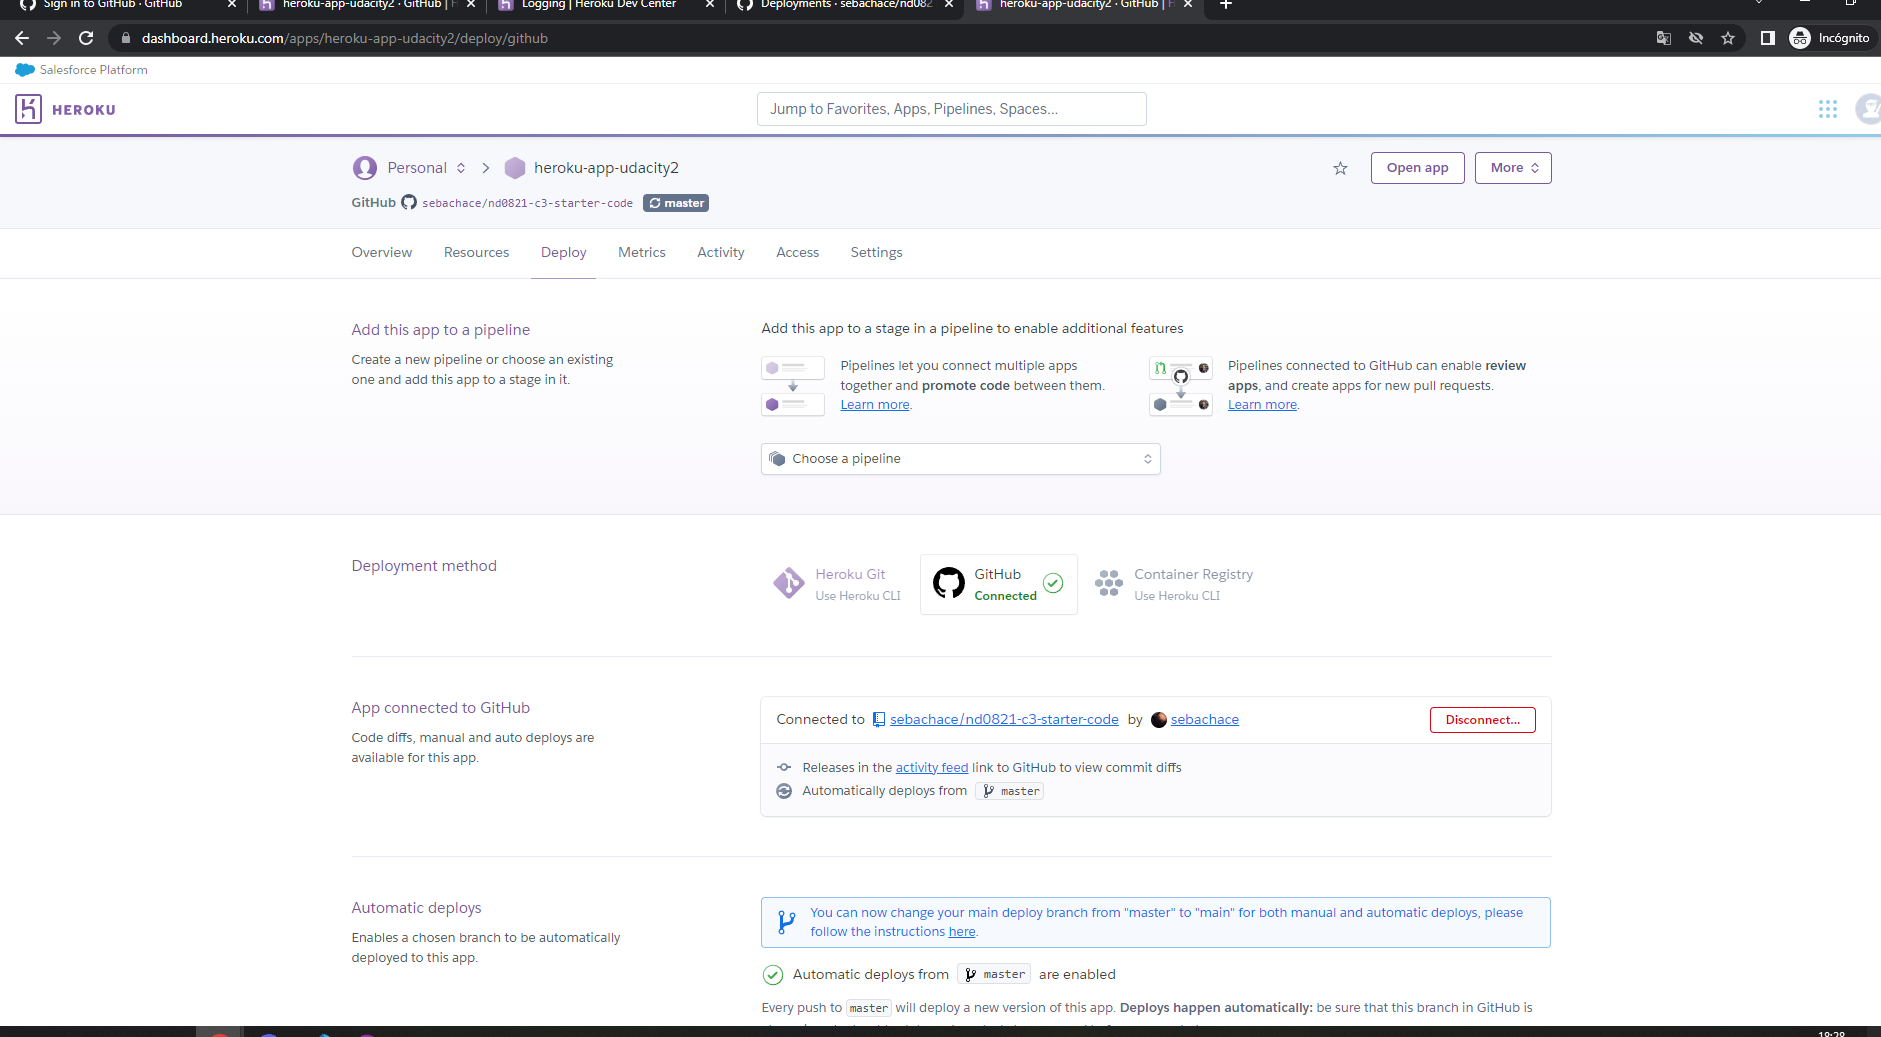 Sign in to GitHub · GitHub
heroku-app-udacity2 · GitHub | H
Logging | Heroku Dev Center
Deployments · sebachace/nd082
heroku-app-udacity2 · GitHub | H
dashboard.heroku.com/apps/heroku-app-udacity2/deploy/github
Incógnito
Salesforce Platform
HEROKU
Jump to Favorites, Apps, Pipelines, Spaces...
Personal
heroku-app-udacity2
Open app
More
GitHub sebachace/nd0821-c3-starter-code master
Overview
Resources
Deploy
Metrics
Activity
Access
Settings
Add this app to a pipeline
Create a new pipeline or choose an existing
one and add this app to a stage in it.
Add this app to a stage in a pipeline to enable additional features
Pipelines let you connect multiple apps
together and promote code between them.
Learn more.
Pipelines connected to GitHub can enable review
apps, and create apps for new pull requests.
Learn more.
Choose a pipeline
Deployment method
Heroku Git
Use Heroku CLI
GitHub
Connected
Container Registry
Use Heroku CLI
App connected to GitHub
Code diffs, manual and auto deploys are
available for this app.
Connected to sebachace/nd0821-c3-starter-code by sebachace
Disconnect...
Releases in the activity feed link to GitHub to view commit diffs
Automatically deploys from master
Automatic deploys
Enables a chosen branch to be automatically
deployed to this app.
You can now change your main deploy branch from "master" to "main" for both manual and automatic deploys, please
follow the instructions here.
Automatic deploys from master are enabled
Every push to master will deploy a new version of this app. Deploys happen automatically: be sure that this branch in GitHub is